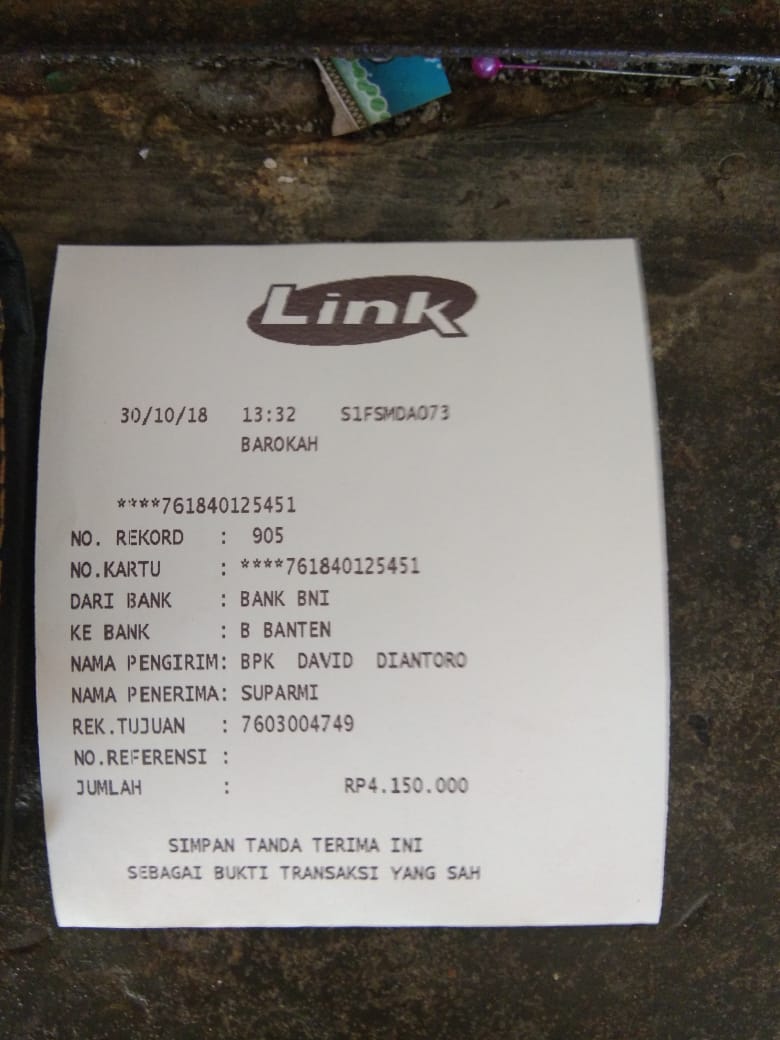 Link
30/10/18 13:32 S1FSMDA073
BAROKAH
****761840125451
NO. REKORD : 905
NO.KARTU : ****761840125451
DARI BANK : BANK BNI
KE BANK : B BANTEN
NAMA PENGIRIM: BPK DAVID DIANTORO
NAMA PENERIMA: SUPARMI
REK.TUJUAN : 7603004749
NO.REFERENSI :
JUMLAH : RP4.150.000
SIMPAN TANDA TERIMA INI
SEBAGAI BUKTI TRANSAKSI YANG SAH